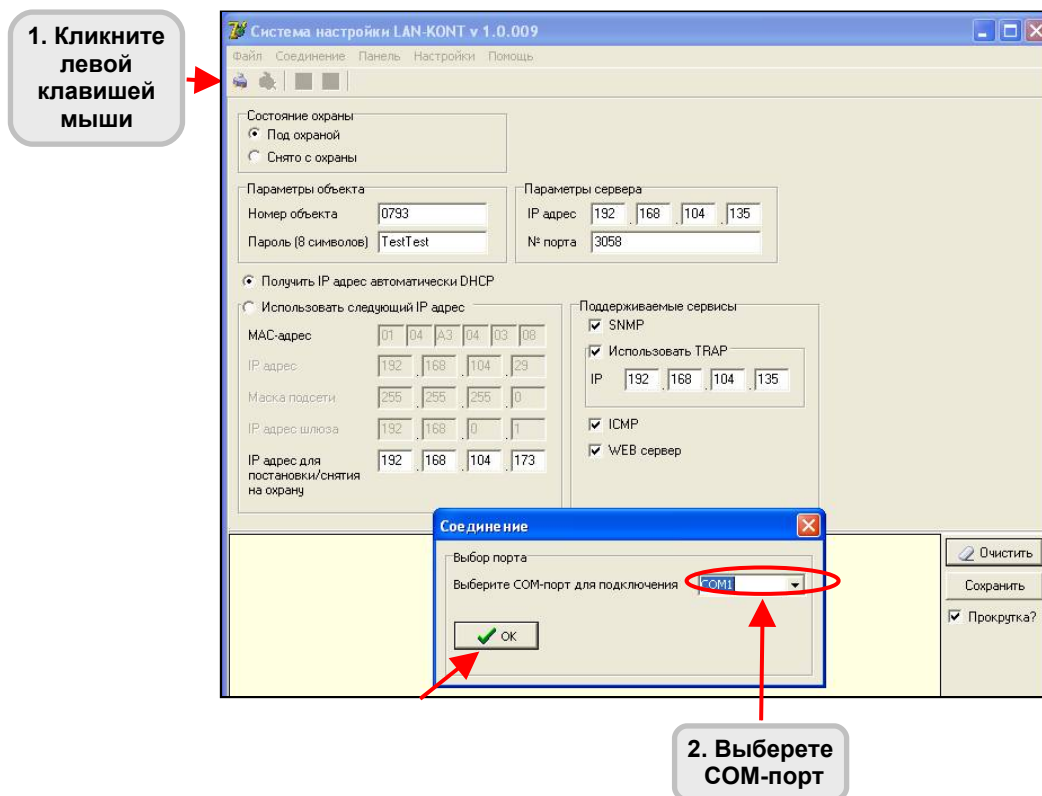 1. Кликните
левой
клавишей
мыши
Система настройки LAN-KONT v 1.0.009
Файл Соединение Панель Настройки Помощь
Состояние охраны
Под охраной
Снято с охраны
Параметры объекта
Номер объекта 0793
Пароль (8 символов) TestTest
Параметры сервера
IP адрес 192 . 168 . 104 . 135
№ порта 3058
Получить IP адрес автоматически DHCP
Использовать следующий IP адрес
MAC-адрес 01 04 A3 04 03 08
IP адрес 192 . 168 . 104 . 29
Маска подсети 255 . 255 . 255 . 0
IP адрес шлюза 192 . 168 . 0 . 1
IP адрес для
постановки/снятия
на охрану
192 . 168 . 104 . 173
Поддерживаемые сервисы
SNMP
Использовать TRAP
IP 192 . 168 . 104 . 135
ICMP
WEB сервер
Соединение
Выбор порта
Выберите COM-порт для подключения COM1
OK
Очистить
Сохранить
Прокрутка?
2. Выберете
COM-порт